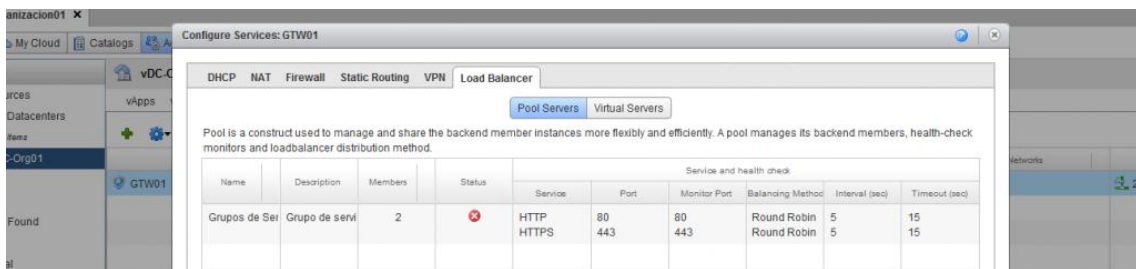 anizacion01 X
My Cloud Catalogs A
Configure Services: GTW01
vDC-C
urces
Datacenters
Items
C-Org01
Found
al
vApps
GTW01
DHCP NAT Firewall Static Routing VPN Load Balancer
Pool Servers Virtual Servers
Pool is a construct used to manage and share the backend member instances more flexibly and efficiently. A pool manages its backend members, health-check
monitors and loadbalancer distribution method.
Name Description Members Status Service and health check
Service Port Monitor Port Balancing Method Interval (sec) Timeout (sec)
Grupos de Ser Grupo de servi 2 HTTP 80 80 Round Robin 5 15
HTTPS 443 443 Round Robin 5 15
Networks
2